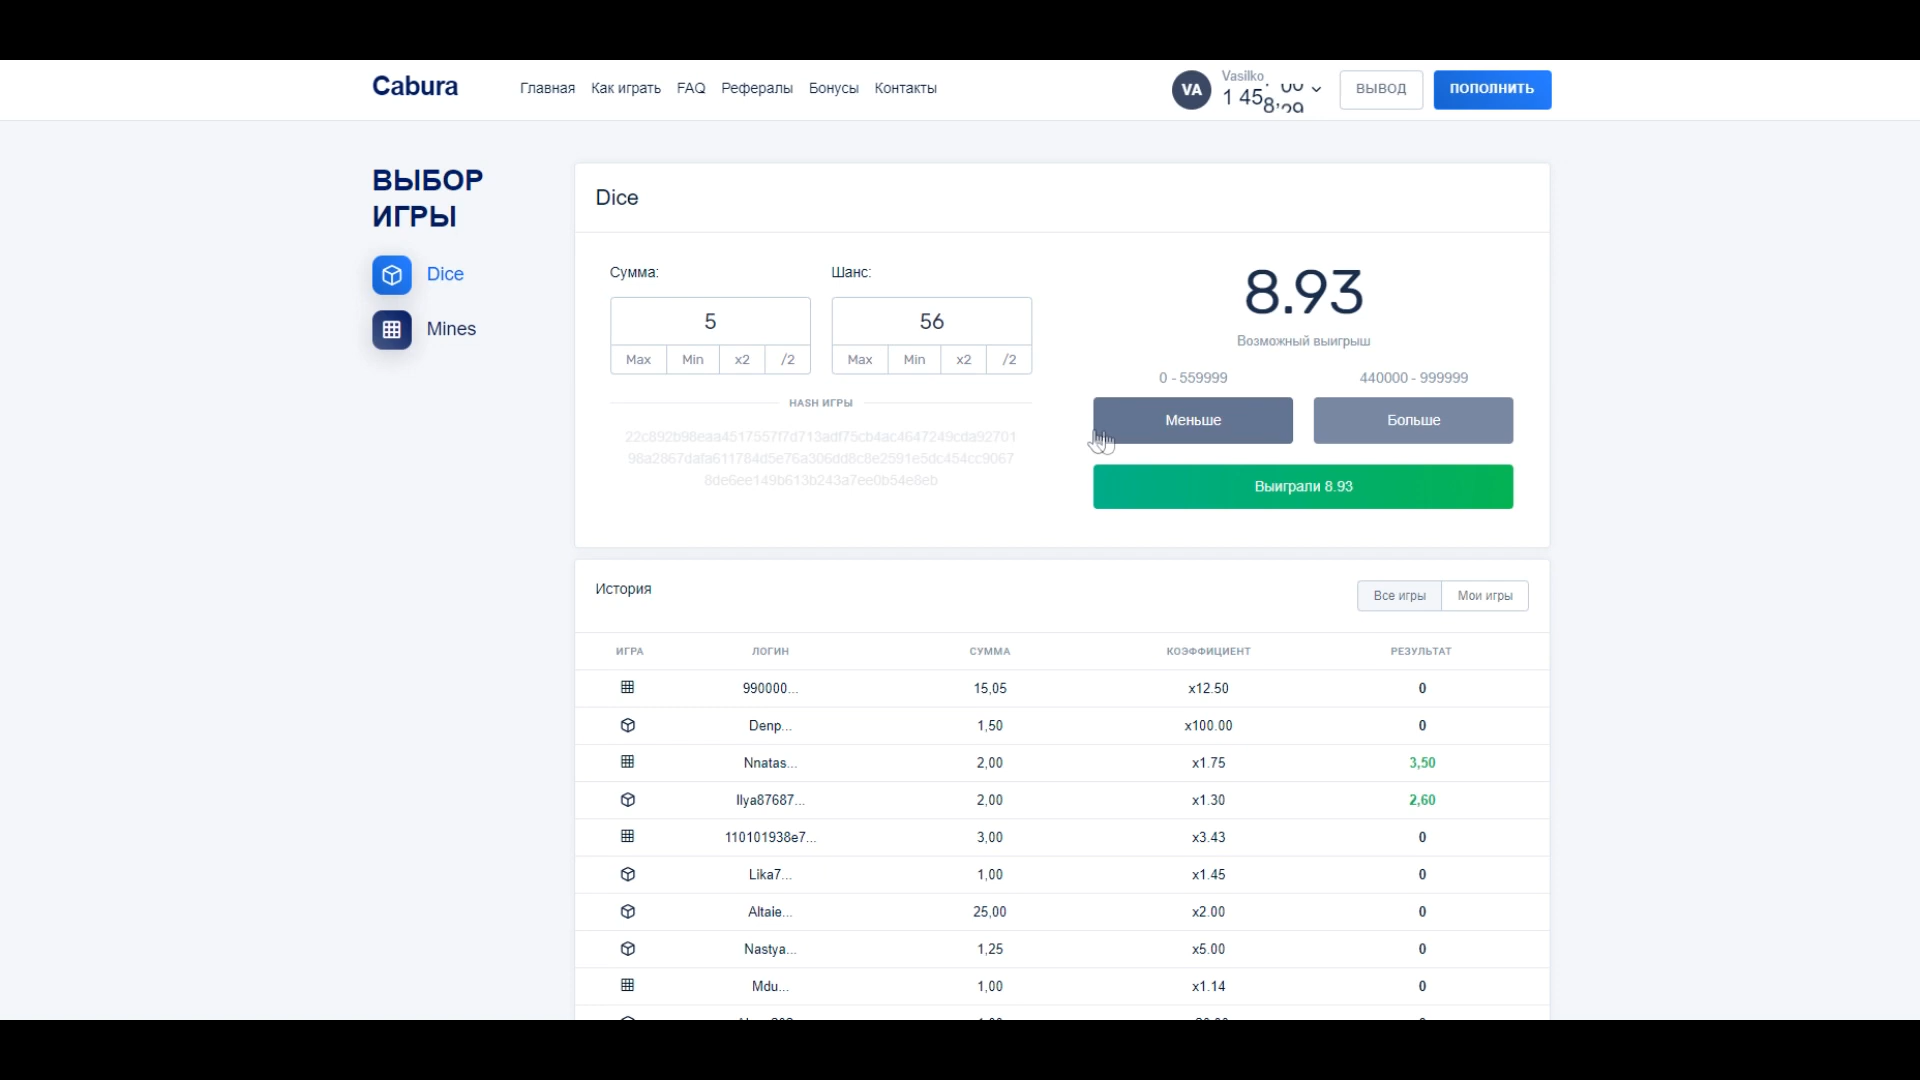 Cabura
Главная Как играть FAQ Рефералы Бонусы Контакты
VA
Vasilko
ВЫВОД
ПОПОЛНИТЬ
ВЫБОР
ИГРЫ
Dice
Mines
Dice
Сумма: Шанс:
5 56
Max Min x2 /2 Max Min x2 /2
HASH ИГРЫ
22c892b98eaa4517557f7d713adf75cb4ac4647249cda92701
98a2867dafa611784d5e76a306dd8c8e2591e5dc454cc9067
8de6ee149b613b243a7ee0b54e8eb
8.93
Возможный выигрыш
0 - 559999 440000 - 999999
Меньше Больше
Выиграли 8.93
История
Все игры Мои игры
ИГРА ЛОГИН СУММА КОЭФФИЦИЕНТ РЕЗУЛЬТАТ
990000... 15,05 x12.50 0
Denp... 1,50 x100.00 0
Nnatas... 2,00 x1.75 3,50
Ilya87687... 2,00 x1.30 2,60
110101938e7... 3,00 x3.43 0
Lika7... 1,00 x1.45 0
Altaie... 25,00 x2.00 0
Nastya... 1,25 x5.00 0
Mdu... 1,00 x1.14 0